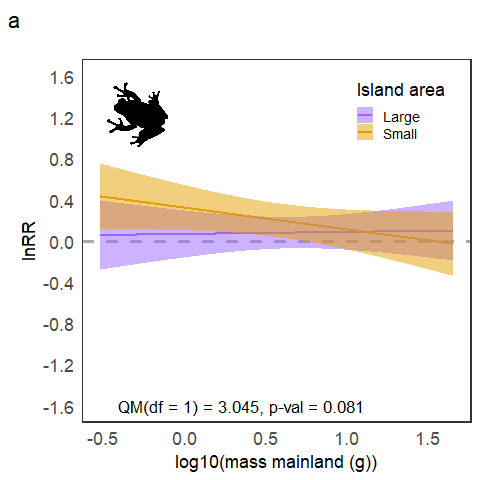 a
Island area
Large
Small
1.6
1.2
0.8
0.4
0.0
-0.4
-0.8
-1.2
-1.6
lnRR
QM(df = 1) = 3.045, p-val = 0.081
-0.5 0.0 0.5 1.0 1.5
log10(mass mainland (g))